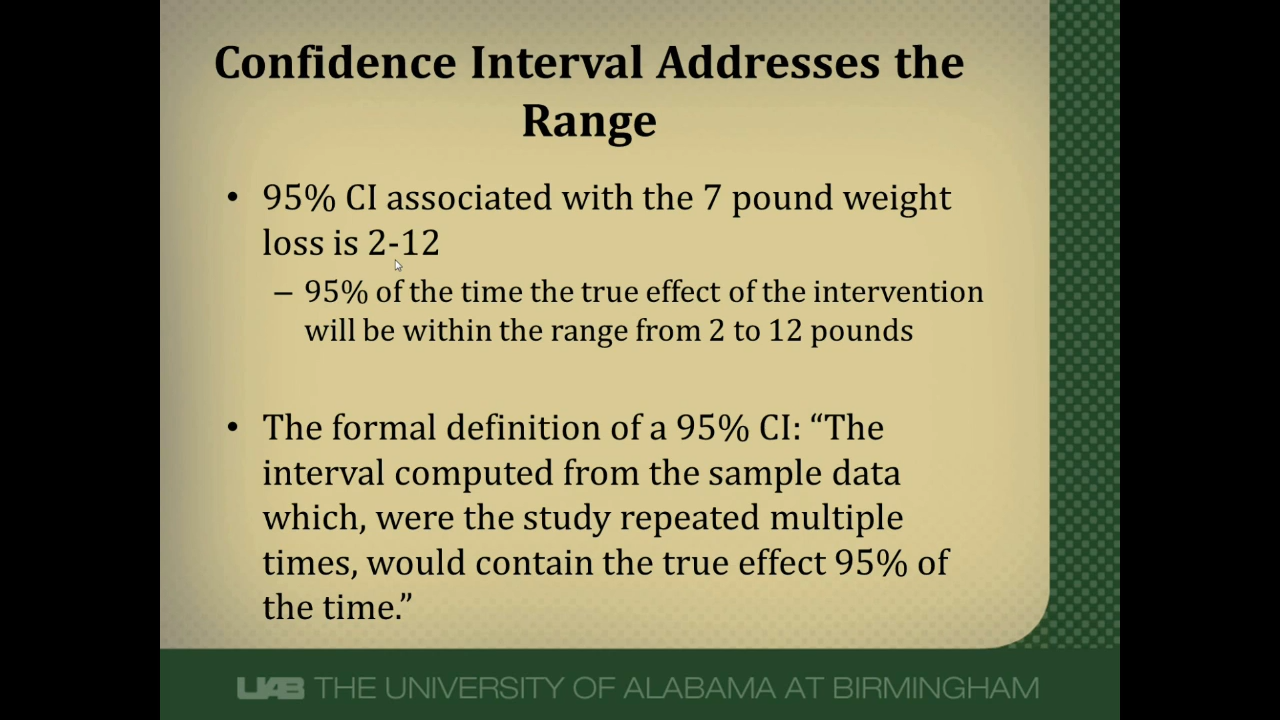 Confidence Interval Addresses the
Range
• 95% CI associated with the 7 pound weight
loss is 2-12
– 95% of the time the true effect of the intervention
will be within the range from 2 to 12 pounds
• The formal definition of a 95% CI: “The
interval computed from the sample data
which, were the study repeated multiple
times, would contain the true effect 95% of
the time.”
UAB THE UNIVERSITY OF ALABAMA AT BIRMINGHAM